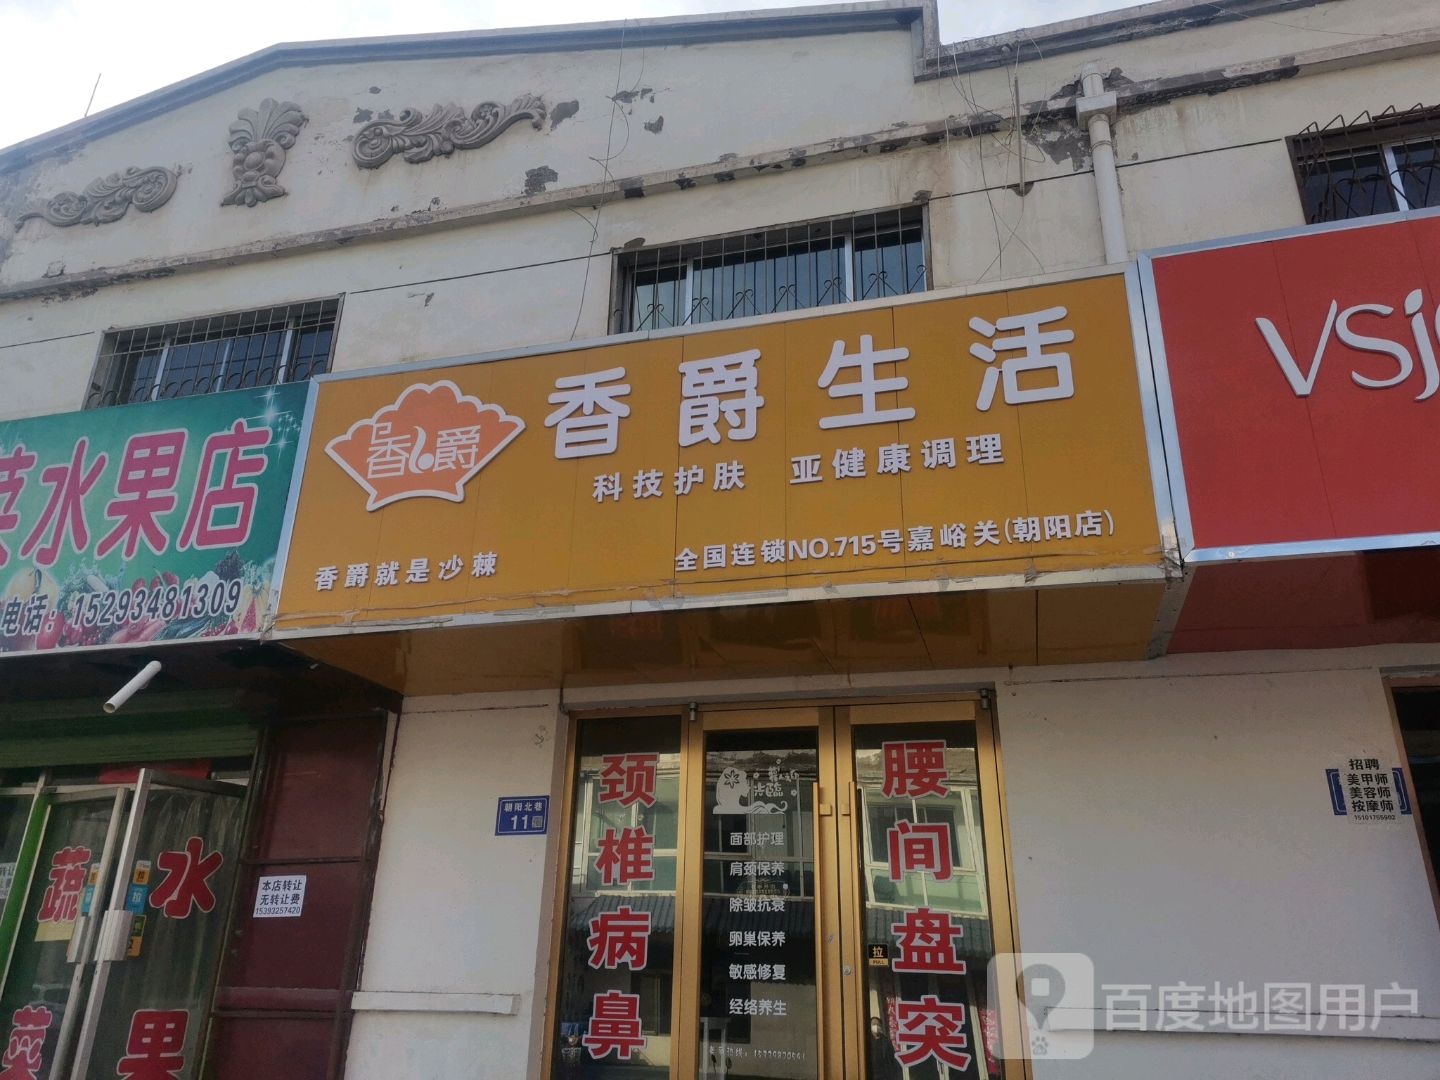 水果店
电话：15293481309
香爵
香爵生活
科技护肤 亚健康调理
香爵就是沙棘
全国连锁NO.715号嘉峪关(朝阳店)
vsj
朝阳北巷
11
颈椎病鼻
腰间盘突
面部护理
肩颈保养
除皱抗衰
卵巢保养
敏感修复
经络养生
拉
PULL
招聘
美甲师
美容师
按摩师
15101765902
本店转让
无转让费
15393257420
蔬菜
水果
百度地图用户